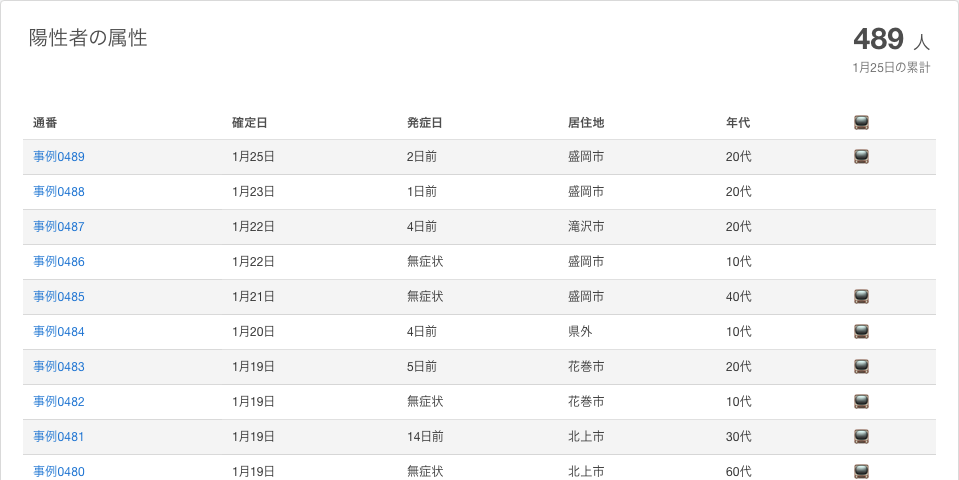 陽性者の属性
489 人
1月25日の累計
通番 確定日 発症日 居住地 年代
事例0489 1月25日 2日前 盛岡市 20代
事例0488 1月23日 1日前 盛岡市 20代
事例0487 1月22日 4日前 滝沢市 20代
事例0486 1月22日 無症状 盛岡市 10代
事例0485 1月21日 無症状 盛岡市 40代
事例0484 1月20日 4日前 県外 10代
事例0483 1月19日 5日前 花巻市 20代
事例0482 1月19日 無症状 花巻市 10代
事例0481 1月19日 14日前 北上市 30代
事例0480 1月19日 無症状 北上市 60代